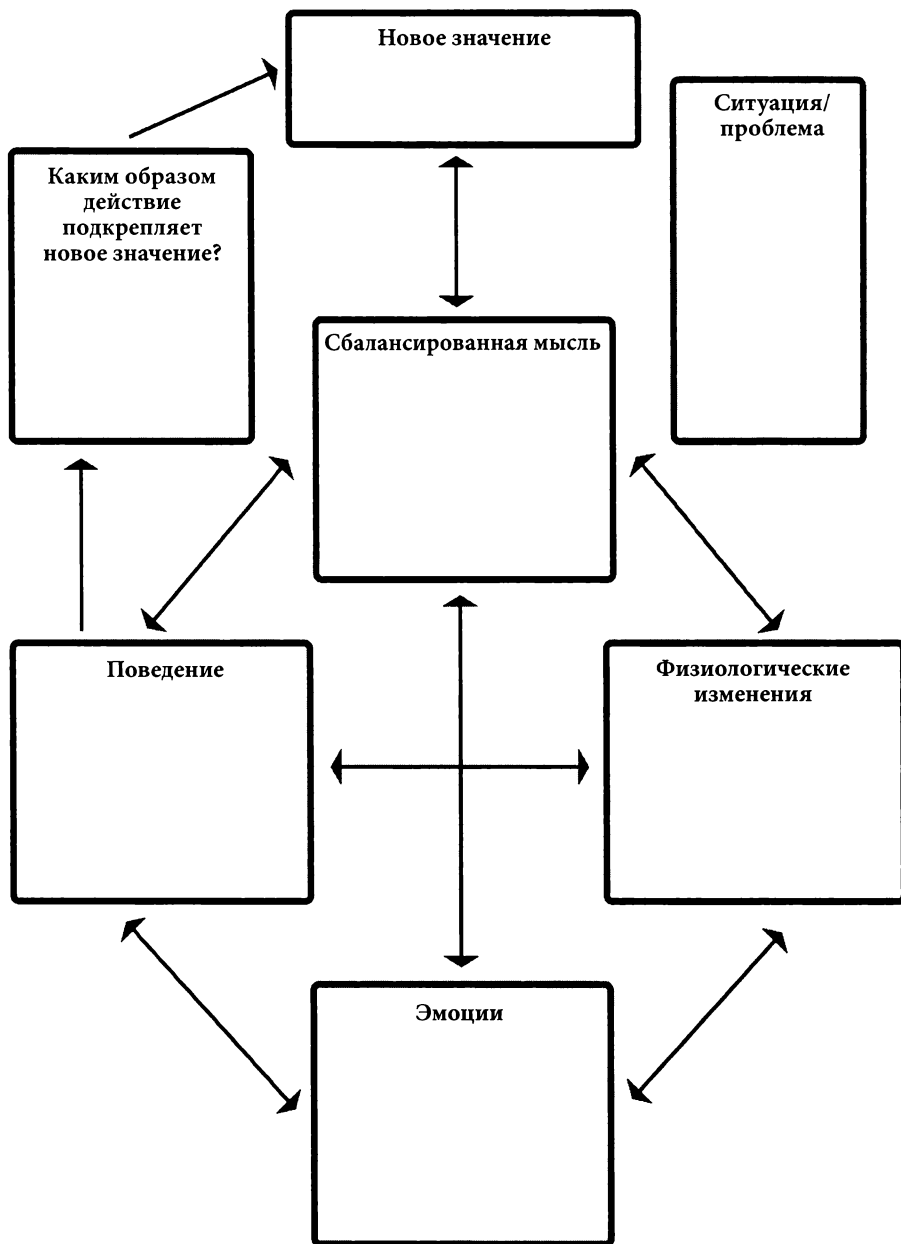 Новое значение
Ситуация/
проблема
Каким образом
действие
подкрепляет
новое значение?
Сбалансированная мысль
Поведение
Физиологические
изменения
Эмоции